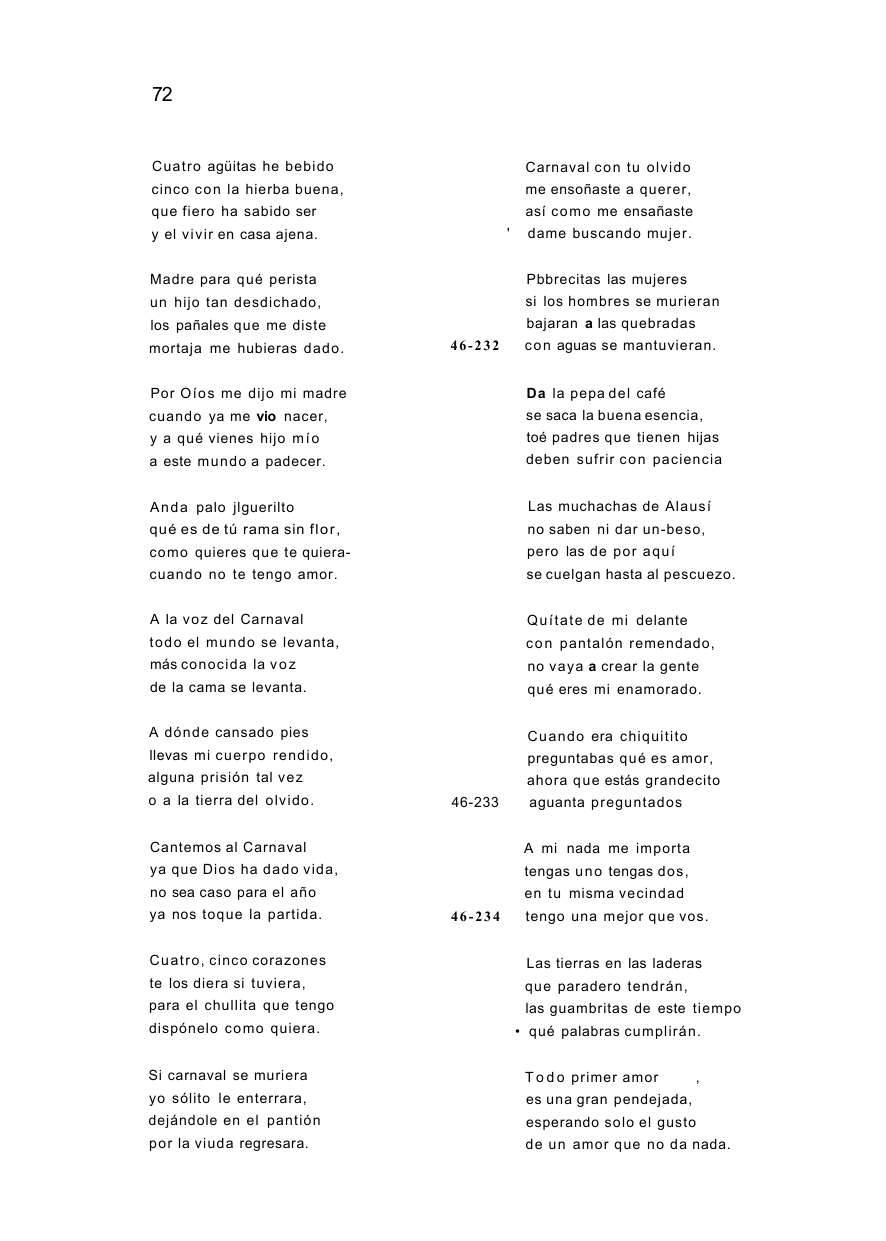 72
Cuatro agüitas he bebido
cinco con la hierba buena,
que fiero ha sabido ser
y el vivir en casa ajena.
Madre para qué perista
un hijo tan desdichado,
los pañales que me diste
mortaja me hubieras dado.
Por Oíos me dijo mi madre
cuando ya me vio nacer,
y a qué vienes hijo mío
a este mundo a padecer.
Anda palo jlguerilto
qué es de tú rama sin flor,
como quieres que te quiera-
cuando no te tengo amor.
A la voz del Carnaval
todo el mundo se levanta,
más conocida la voz
de la cama se levanta.
A dónde cansado pies
llevas mi cuerpo rendido,
alguna prisión tal vez
o a la tierra del olvido.
Cantemos al Carnaval
ya que Dios ha dado vida,
no sea caso para el año
ya nos toque la partida.
Cuatro, cinco corazones
te los diera si tuviera,
para el chullita que tengo
dispónelo como quiera.
Si carnaval se muriera
yo sólito le enterrara,
dejándole en el pantión
por la viuda regresara.
Carnaval con tu olvido
me ensoñaste a querer,
así como me ensañaste
' dame buscando mujer.
Pbbrecitas las mujeres
si los hombres se murieran
bajaran a las quebradas
46-232 con aguas se mantuvieran.
Da la pepa del café
se saca la buena esencia,
toé padres que tienen hijas
deben sufrir con paciencia
Las muchachas de Alausí
no saben ni dar un-beso,
pero las de por aquí
se cuelgan hasta al pescuezo.
Quítate de mi delante
con pantalón remendado,
no vaya a crear la gente
qué eres mi enamorado.
Cuando era chiquitito
preguntabas qué es amor,
ahora que estás grandecito
46-233 aguanta preguntados
A mi nada me importa
tengas uno tengas dos,
en tu misma vecindad
46-234 tengo una mejor que vos.
Las tierras en las laderas
que paradero tendrán,
las guambritas de este tiempo
• qué palabras cumplirán.
Todo primer amor ,
es una gran pendejada,
esperando solo el gusto
de un amor que no da nada.